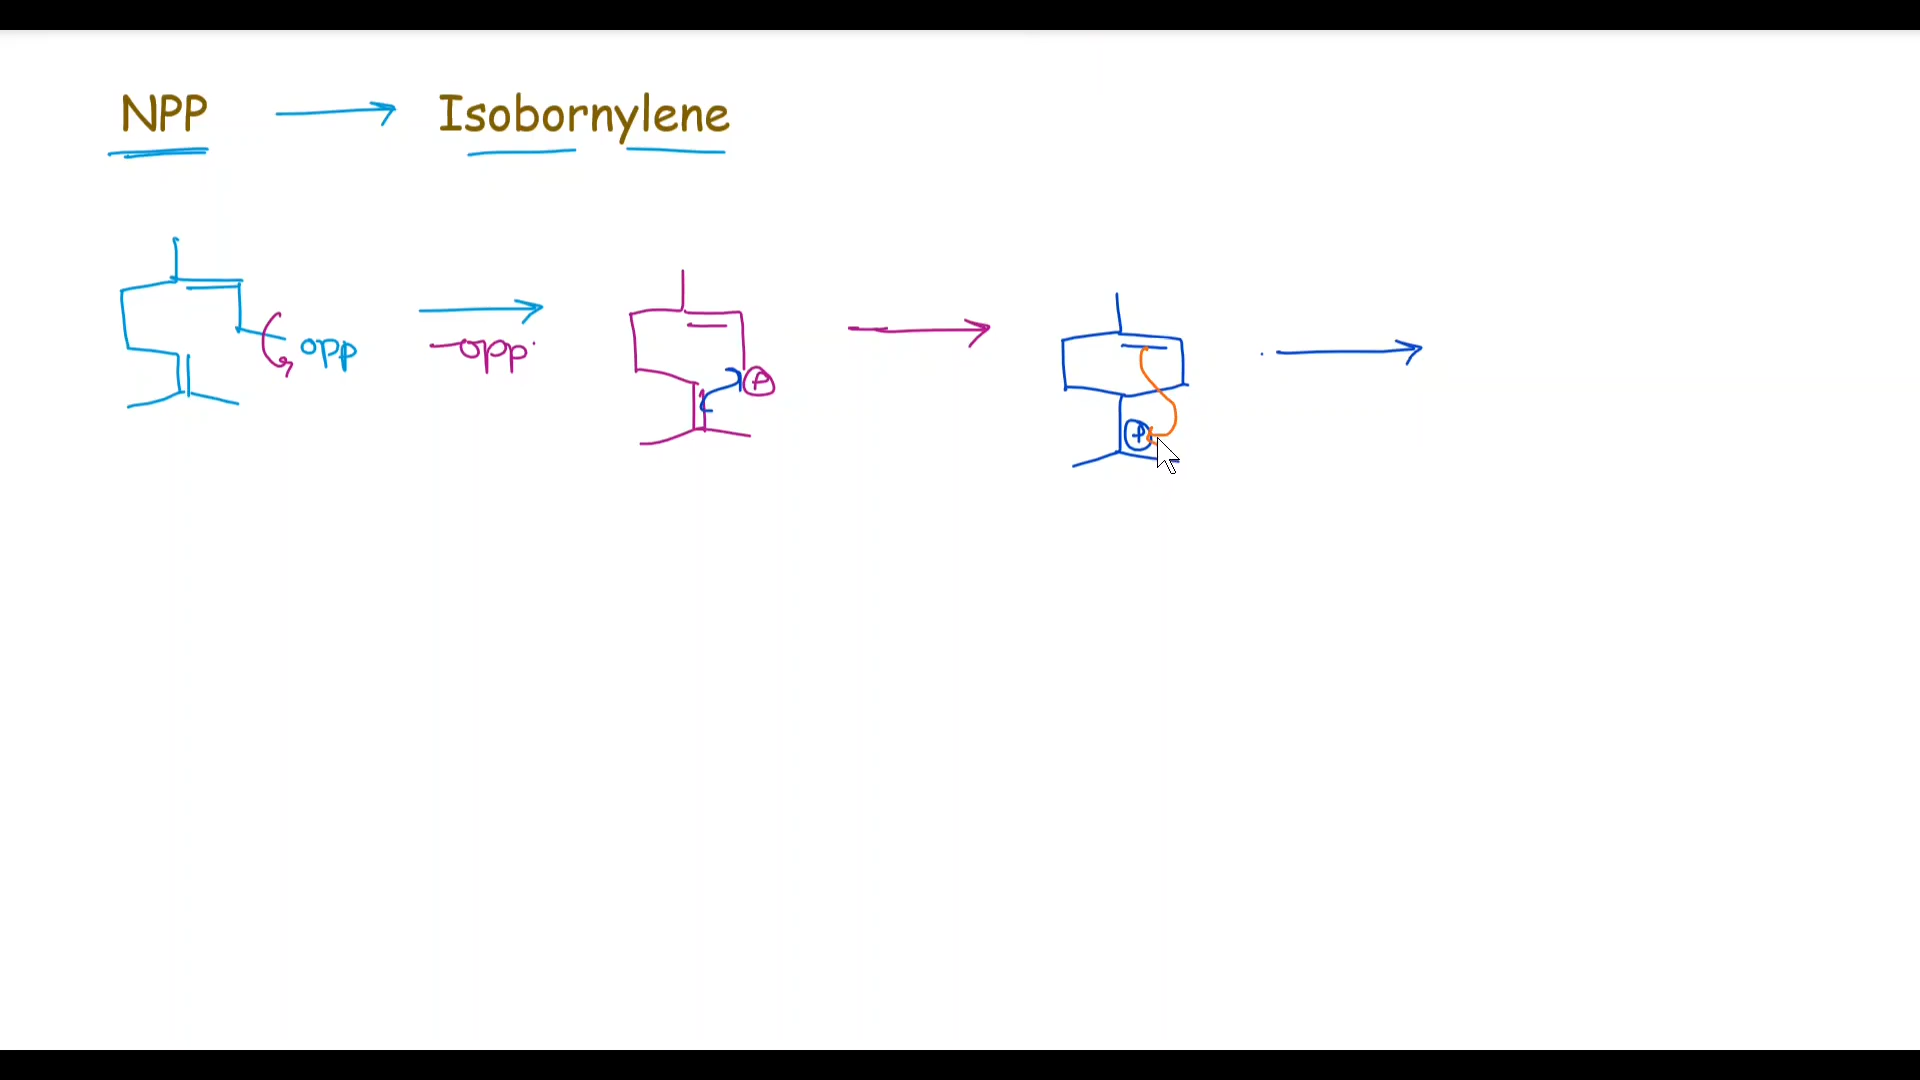 NPP → Isobornylene
opp → -opp ⊕ → ⊕ →